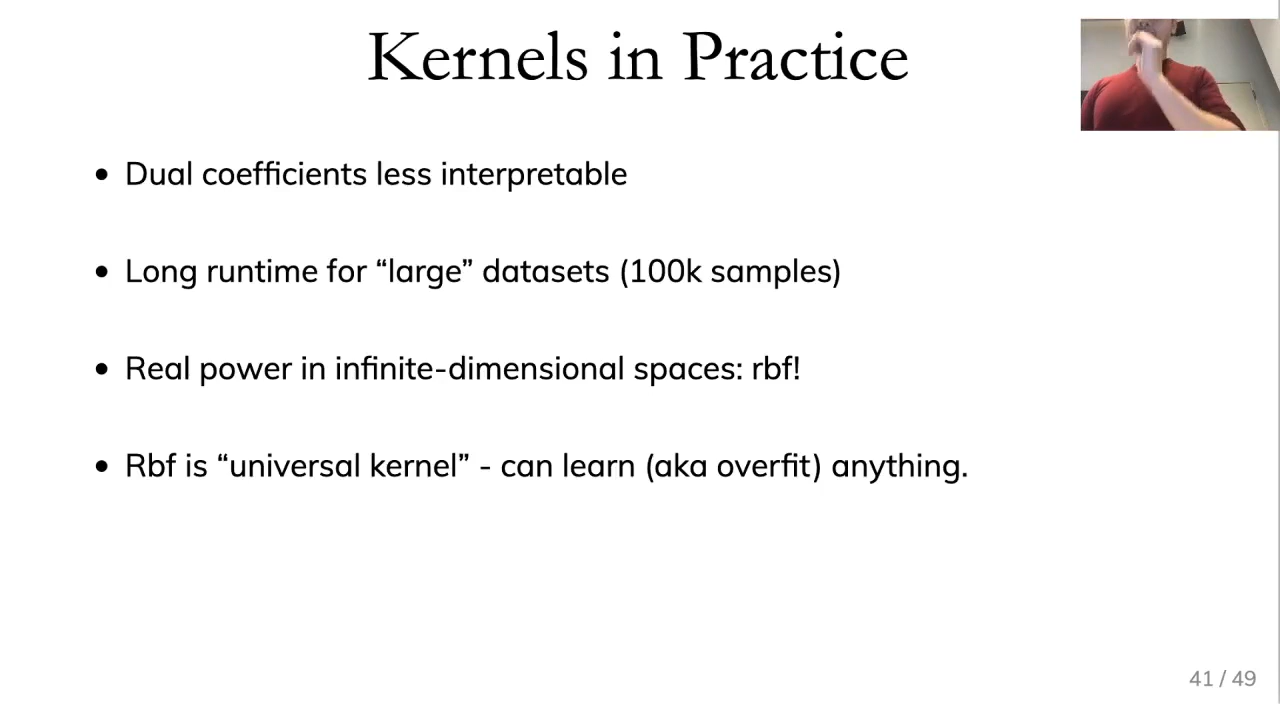 Kernels in Practice
• Dual coefficients less interpretable
• Long runtime for “large” datasets (100k samples)
• Real power in infinite-dimensional spaces: rbf!
• Rbf is “universal kernel” - can learn (aka overfit) anything.
41 / 49